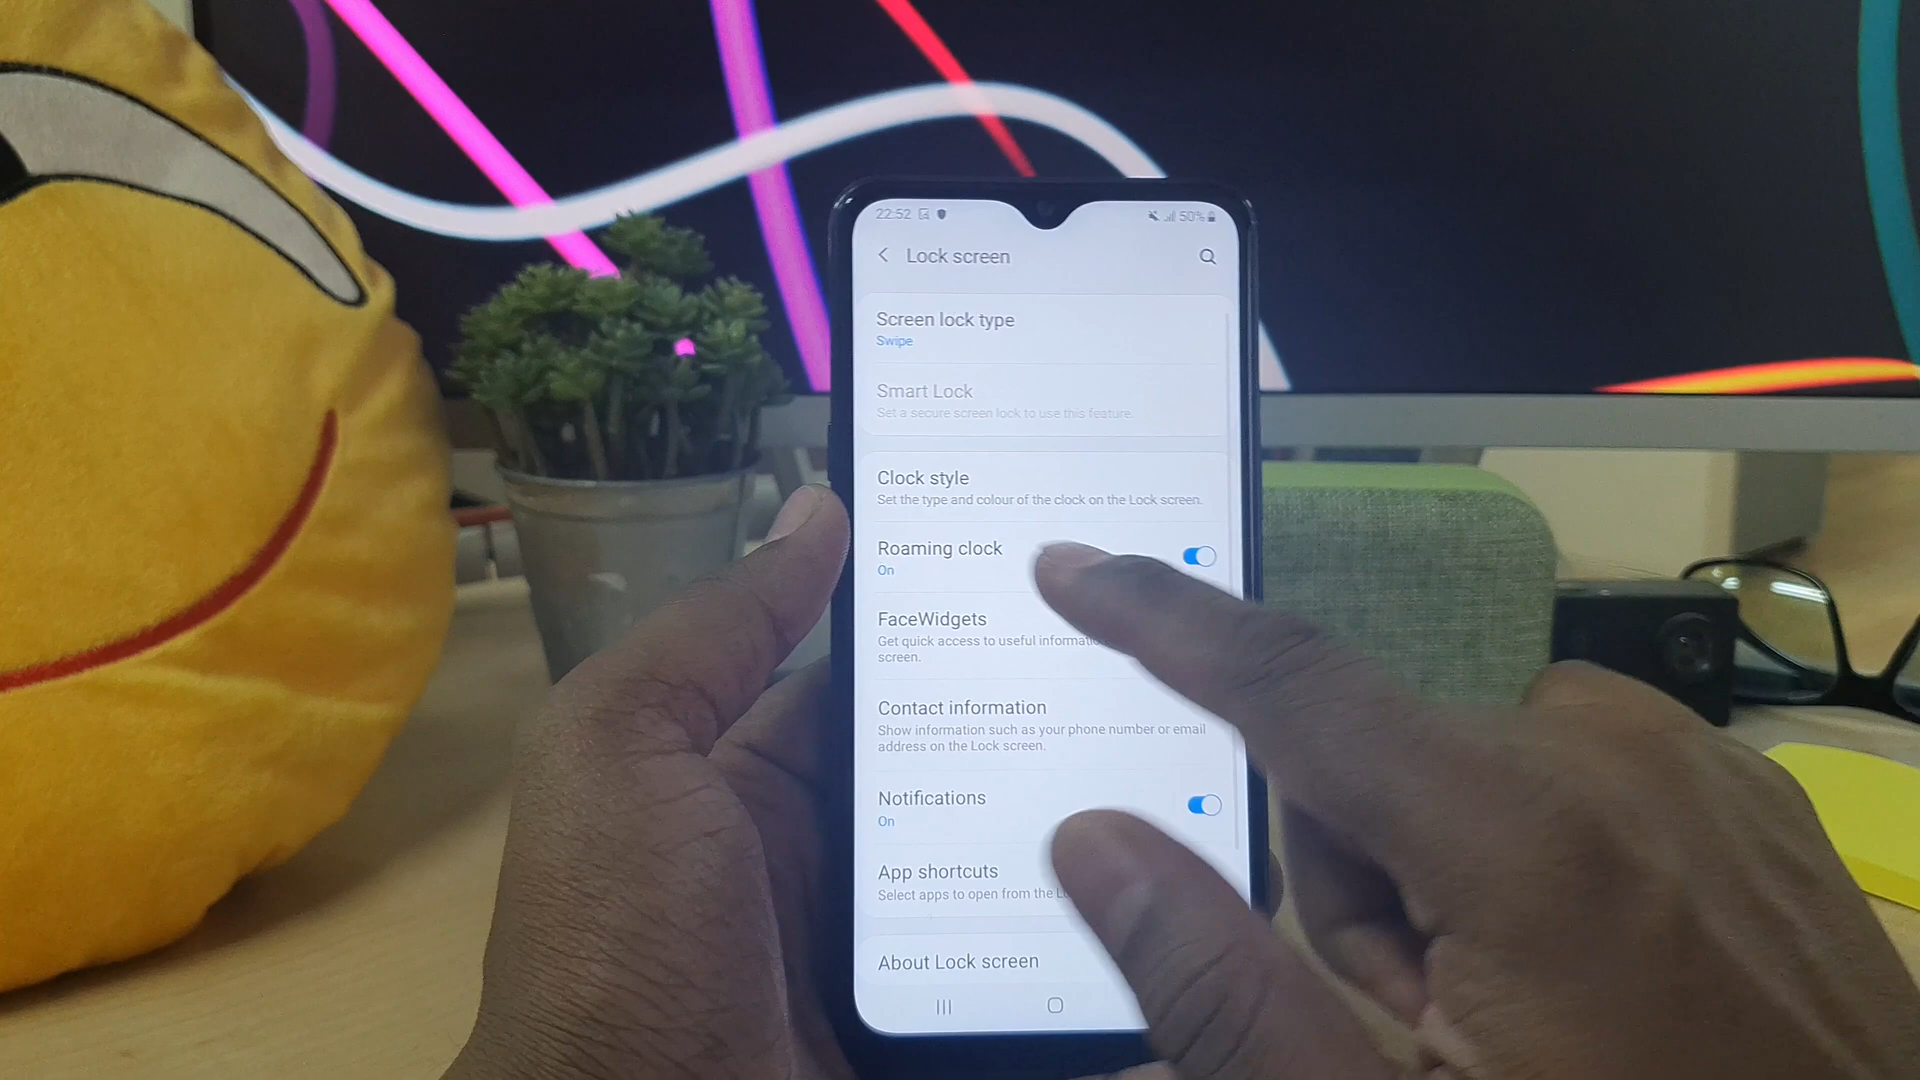 22:52
50%
Lock screen
Screen lock type
Swipe
Smart Lock
Set a secure screen lock to use this feature.
Clock style
Set the type and colour of the clock on the Lock screen.
Roaming clock
On
FaceWidgets
Get quick access to useful
screen.
Contact information
Show information such as your phone number or email
address on the Lock screen.
Notifications
On
App shortcuts
Select apps to open from the
About Lock screen